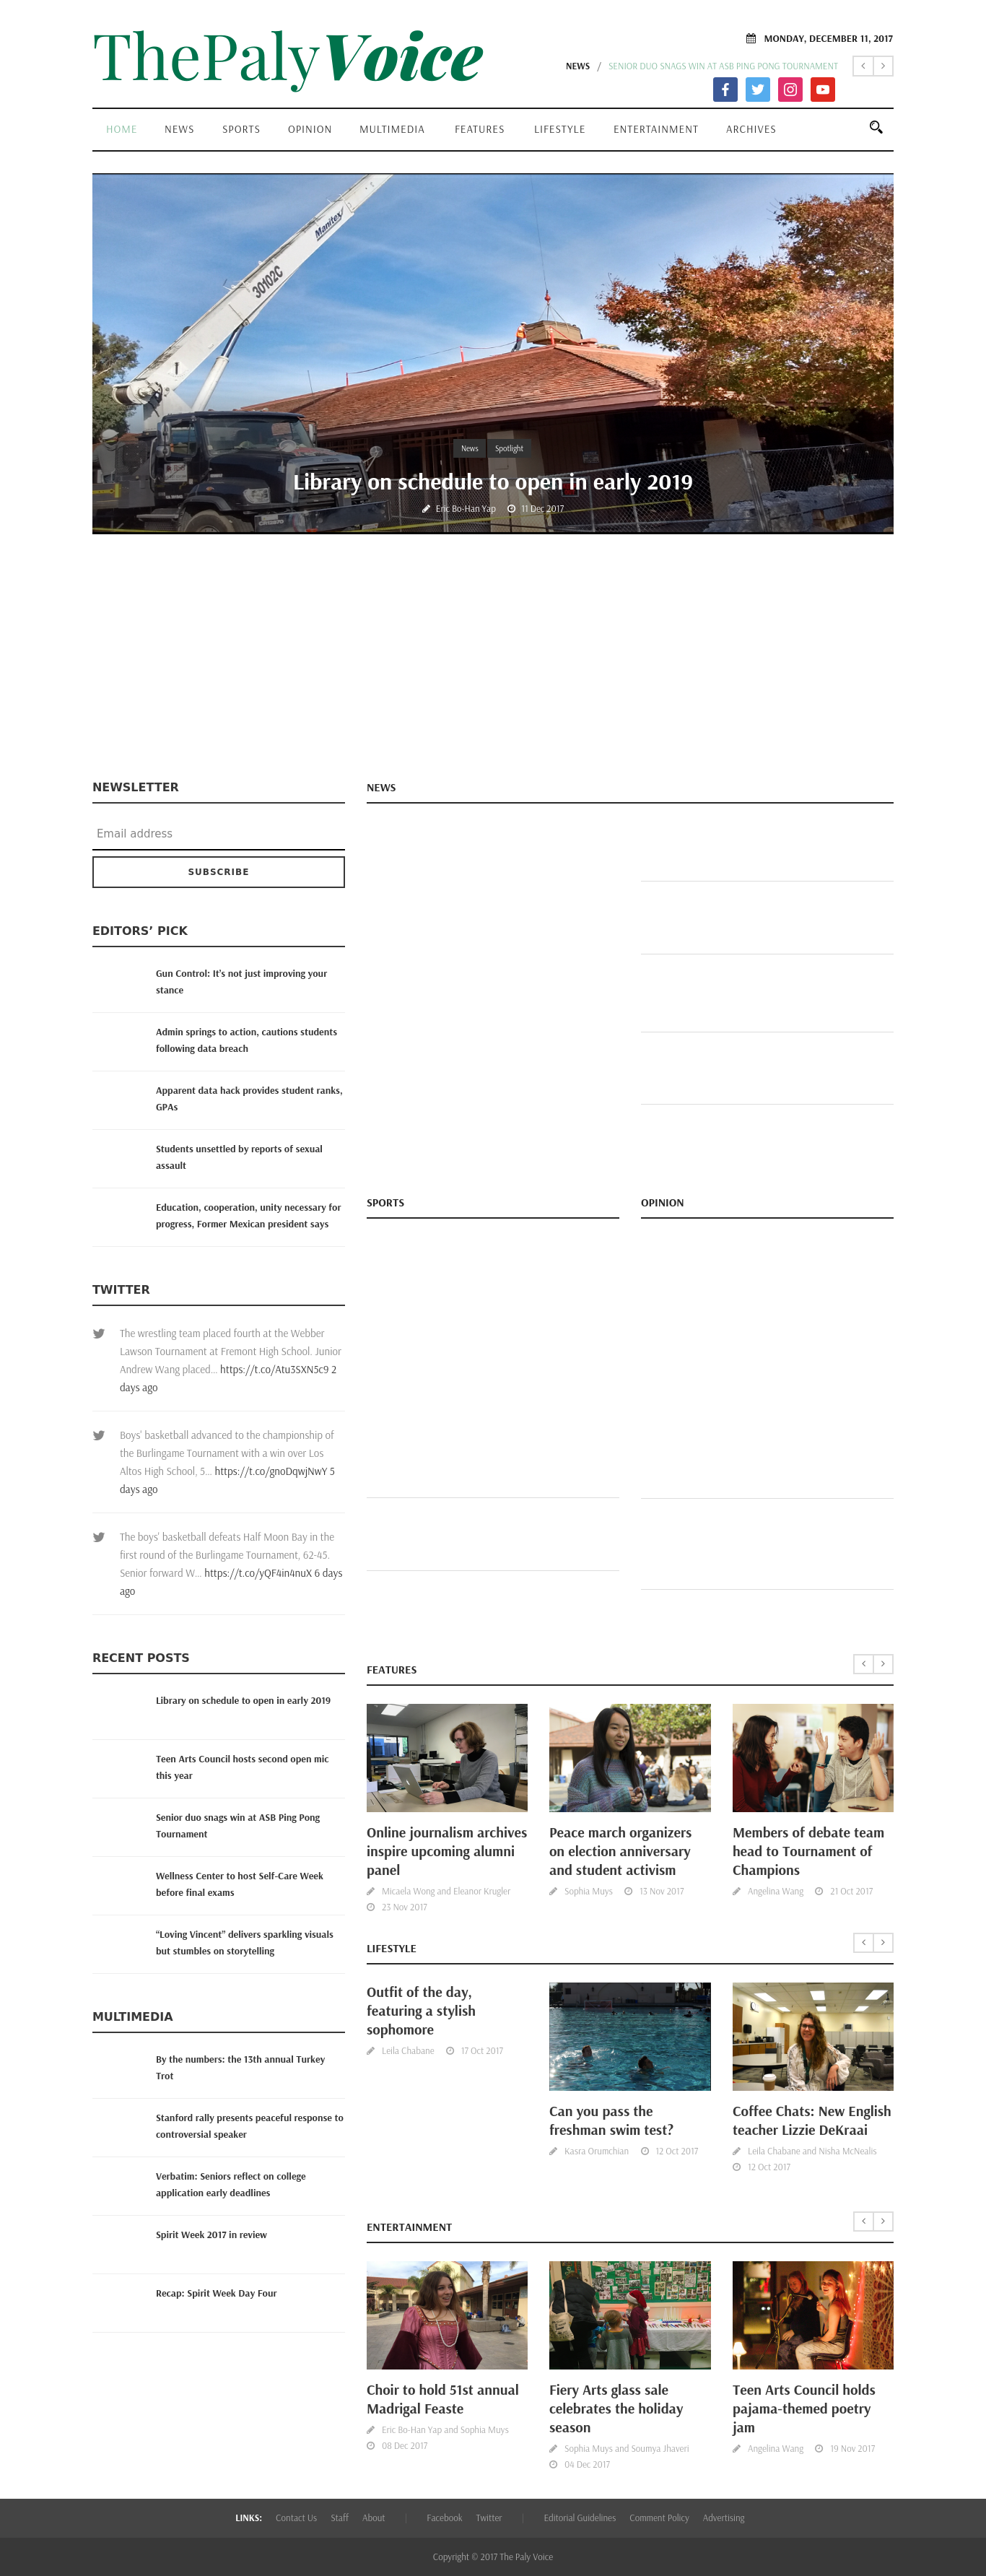 ThePalyVoice
MONDAY, DECEMBER 11, 2017
NEWS / SENIOR DUO SNAGS WIN AT ASB PING PONG TOURNAMENT
HOME NEWS SPORTS OPINION MULTIMEDIA FEATURES LIFESTYLE ENTERTAINMENT ARCHIVES
Manitex
30102C
News Spotlight
Library on schedule to open in early 2019
Eric Bo-Han Yap 11 Dec 2017
NEWSLETTER
Email address
SUBSCRIBE
EDITORS’ PICK
Gun Control: It's not just improving your
stance
Admin springs to action, cautions students
following data breach
Apparent data hack provides student ranks,
GPAs
Students unsettled by reports of sexual
assault
Education, cooperation, unity necessary for
progress, Former Mexican president says
TWITTER
The wrestling team placed fourth at the Webber
Lawson Tournament at Fremont High School. Junior
Andrew Wang placed... https://t.co/Atu3SXN5c9 2
days ago
Boys' basketball advanced to the championship of
the Burlingame Tournament with a win over Los
Altos High School, 5... https://t.co/gnoDqwjNwY 5
days ago
The boys' basketball defeats Half Moon Bay in the
first round of the Burlingame Tournament, 62-45.
Senior forward W... https://t.co/yQF4in4nuX 6 days
ago
RECENT POSTS
Library on schedule to open in early 2019
Teen Arts Council hosts second open mic
this year
Senior duo snags win at ASB Ping Pong
Tournament
Wellness Center to host Self-Care Week
before final exams
“Loving Vincent” delivers sparkling visuals
but stumbles on storytelling
MULTIMEDIA
By the numbers: the 13th annual Turkey
Trot
Stanford rally presents peaceful response to
controversial speaker
Verbatim: Seniors reflect on college
application early deadlines
Spirit Week 2017 in review
Recap: Spirit Week Day Four
NEWS
SPORTS
OPINION
FEATURES
Online journalism archives
inspire upcoming alumni
panel
Micaela Wong and Eleanor Krugler
23 Nov 2017
Peace march organizers
on election anniversary
and student activism
Sophia Muys 13 Nov 2017
Members of debate team
head to Tournament of
Champions
Angelina Wang 21 Oct 2017
LIFESTYLE
Outfit of the day,
featuring a stylish
sophomore
Leila Chabane 17 Oct 2017
Can you pass the
freshman swim test?
Kasra Orumchian 12 Oct 2017
Coffee Chats: New English
teacher Lizzie DeKraai
Leila Chabane and Nisha McNealis
12 Oct 2017
ENTERTAINMENT
Choir to hold 51st annual
Madrigal Feaste
Eric Bo-Han Yap and Sophia Muys
08 Dec 2017
Fiery Arts glass sale
celebrates the holiday
season
Sophia Muys and Soumya Jhaveri
04 Dec 2017
Teen Arts Council holds
pajama-themed poetry
jam
Angelina Wang 19 Nov 2017
LINKS: Contact Us Staff About | Facebook Twitter | Editorial Guidelines Comment Policy Advertising
Copyright © 2017 The Paly Voice